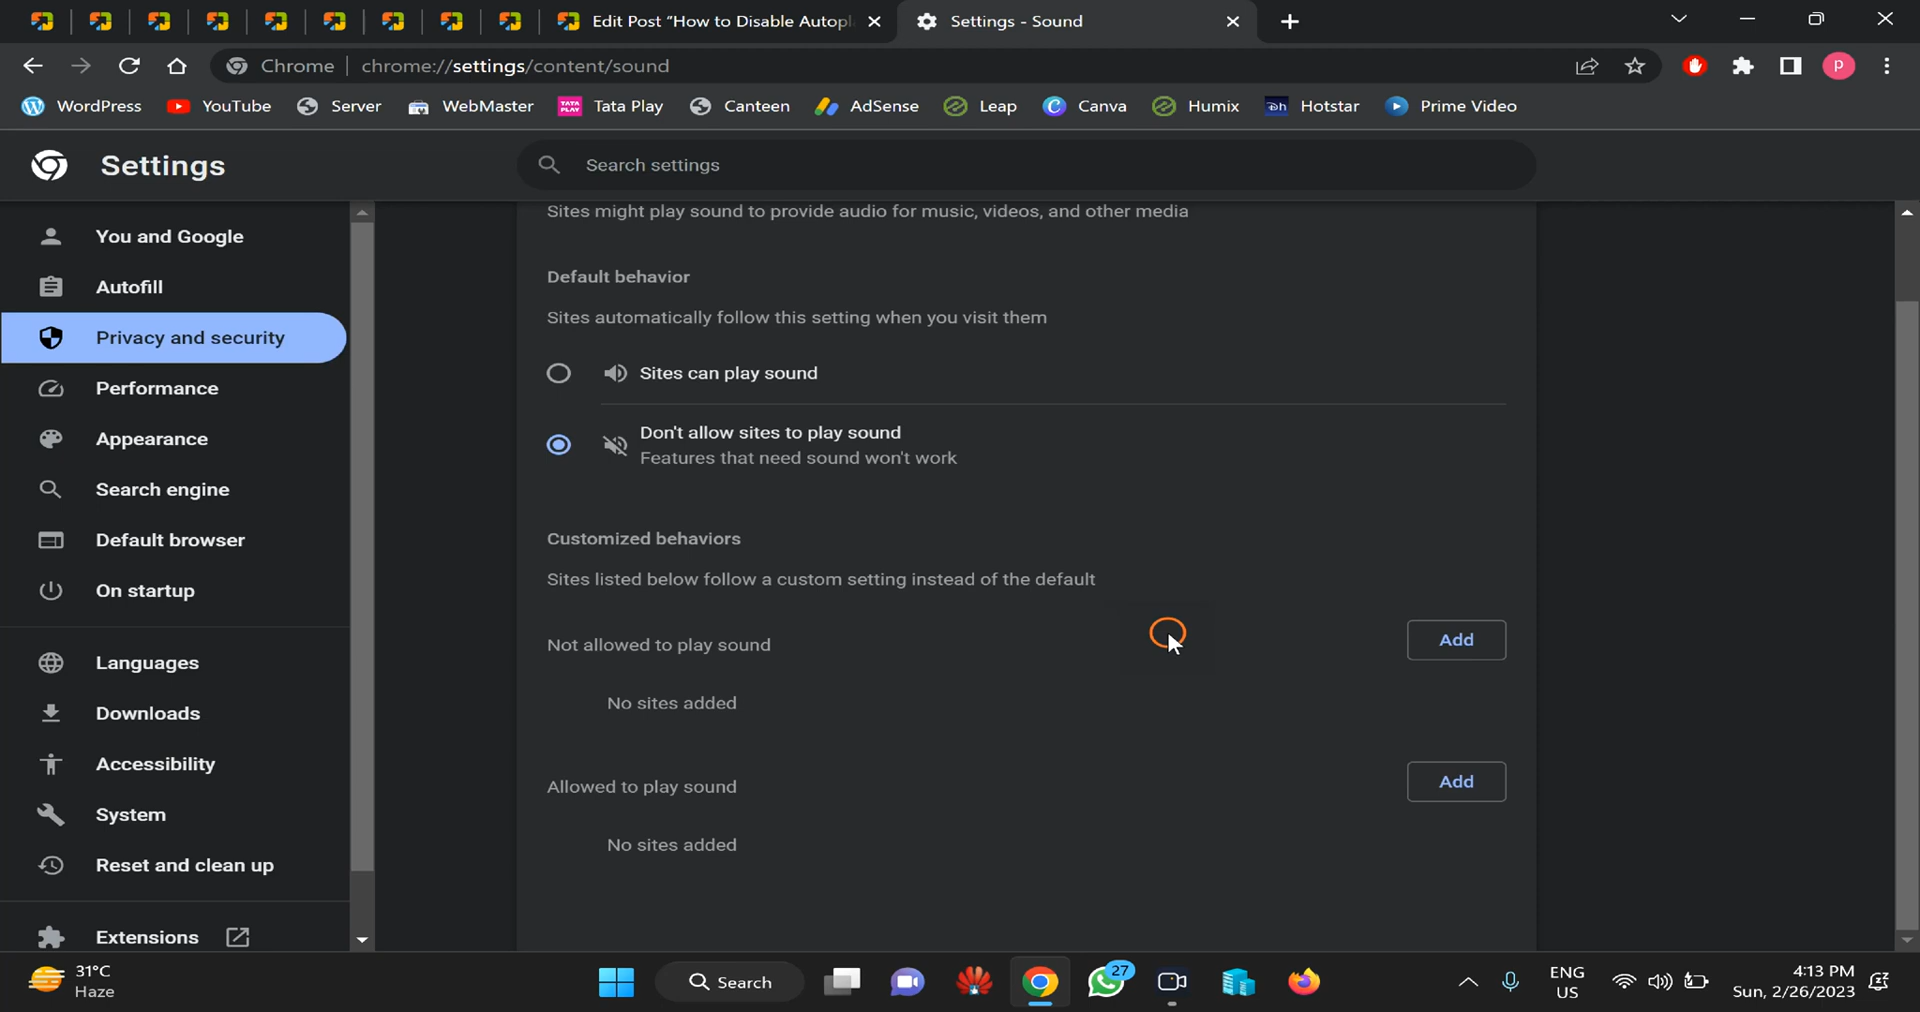 Edit Post "How to Disable Autopl
Settings - Sound
Chrome
chrome://settings/content/sound
P
WordPress
YouTube
Server
WebMaster
TATA PLAY
Tata Play
Canteen
AdSense
Leap
Canva
Humix
Hotstar
Prime Video
Settings
Search settings
You and Google
Autofill
Privacy and security
Performance
Appearance
Search engine
Default browser
On startup
Languages
Downloads
Accessibility
System
Reset and clean up
Extensions
Sites might play sound to provide audio for music, videos, and other media
Default behavior
Sites automatically follow this setting when you visit them
Sites can play sound
Don't allow sites to play sound
Features that need sound won't work
Customized behaviors
Sites listed below follow a custom setting instead of the default
Not allowed to play sound
Add
No sites added
Allowed to play sound
Add
No sites added
31°C
Haze
Search
27
ENG
US
4:13 PM
Sun, 2/26/2023